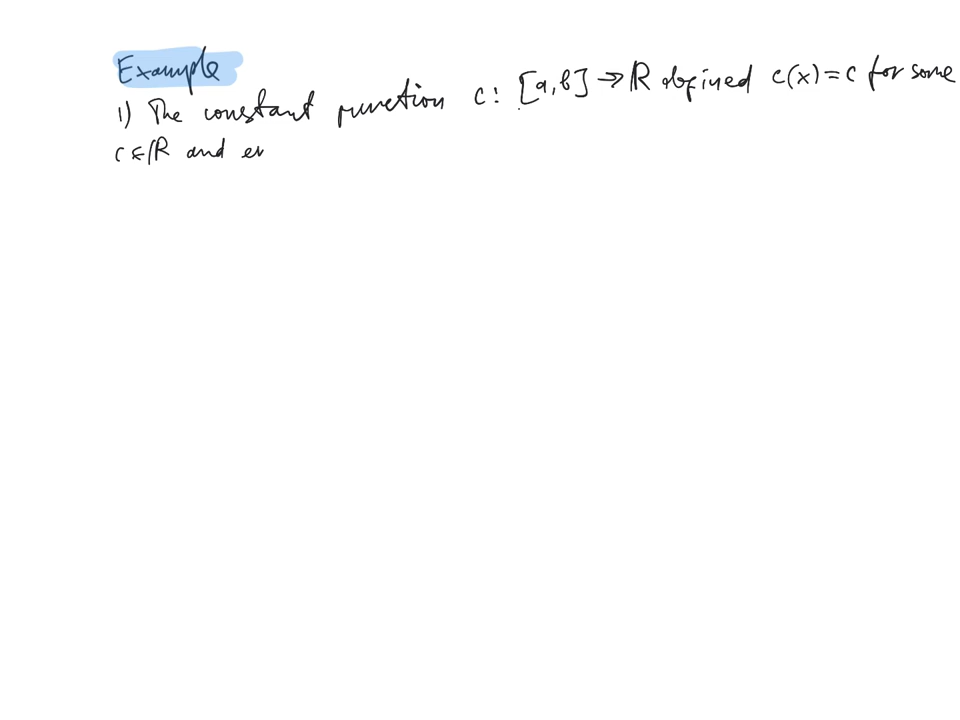 Example
1) The constant function c: [a,b] → ℝ defined c(x) = c for some
c ∈ ℝ and ev